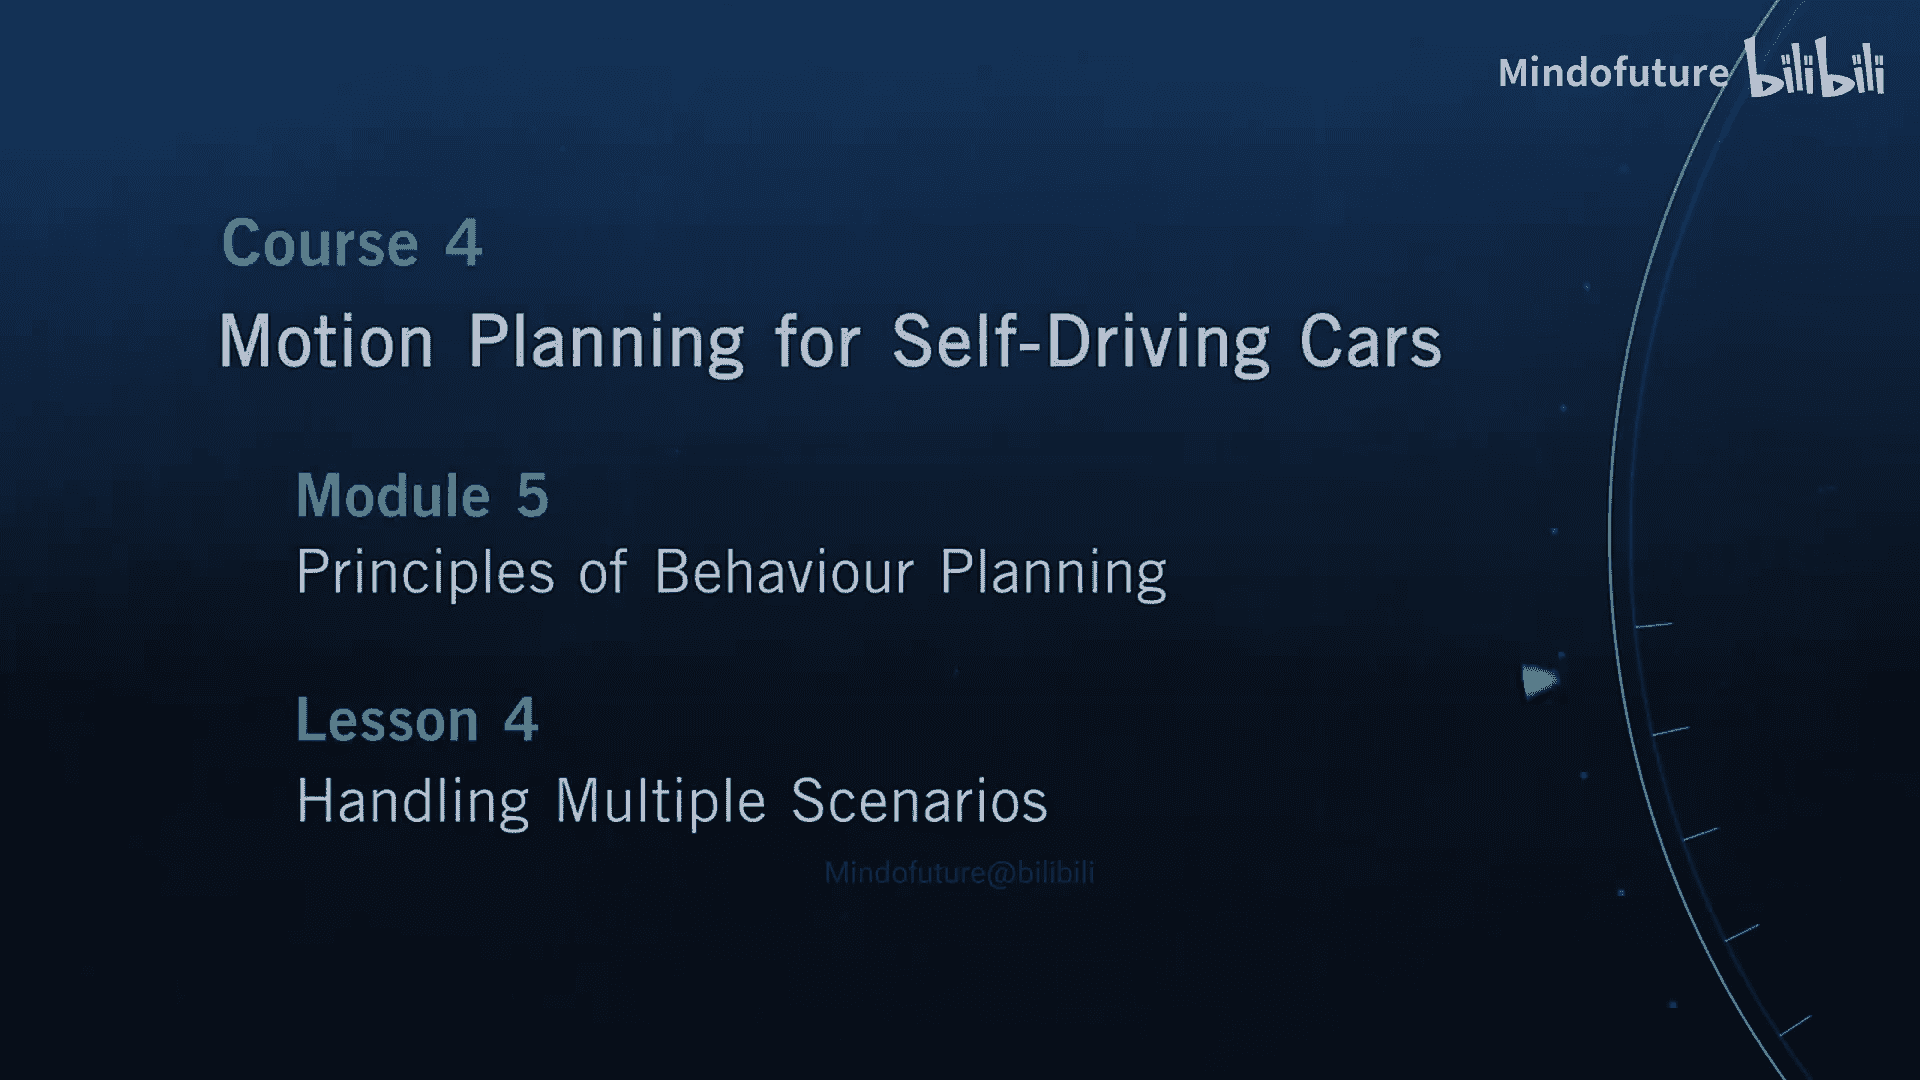 Mindofuture bilibili
Course 4
Motion Planning for Self-Driving Cars
Module 5
Principles of Behaviour Planning
Lesson 4
Handling Multiple Scenarios
Mindofuture@bilibili